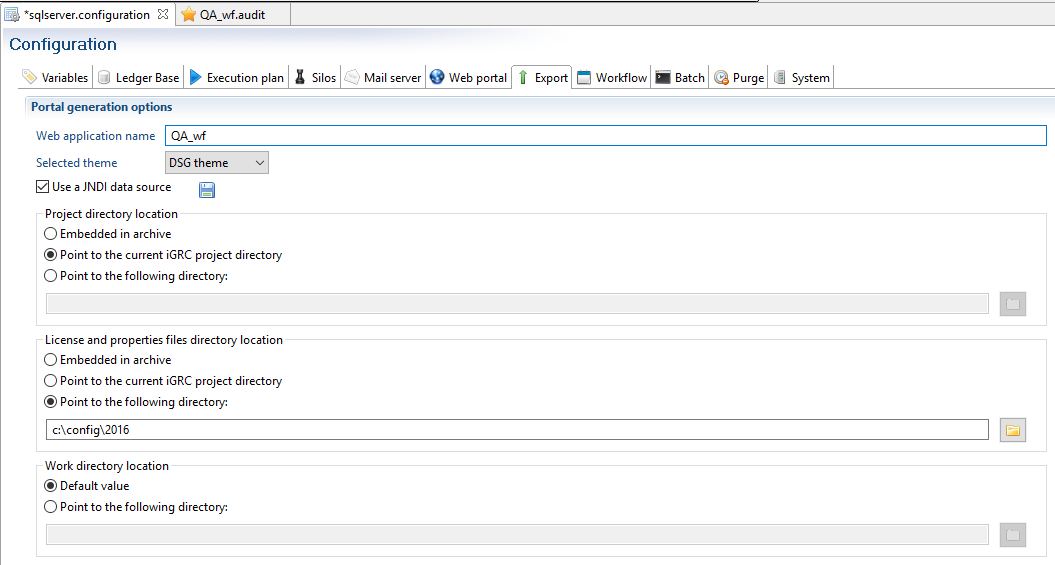 *sqlserver.configuration QA_wf.audit
Configuration
Variables Ledger Base Execution plan Silos Mail server Web portal Export Workflow Batch Purge System
Portal generation options
Web application name QA_wf
Selected theme DSG theme
Use a JNDI data source
Project directory location
Embedded in archive
Point to the current iGRC project directory
Point to the following directory:
License and properties files directory location
Embedded in archive
Point to the current iGRC project directory
Point to the following directory:
c:\config\2016
Work directory location
Default value
Point to the following directory: